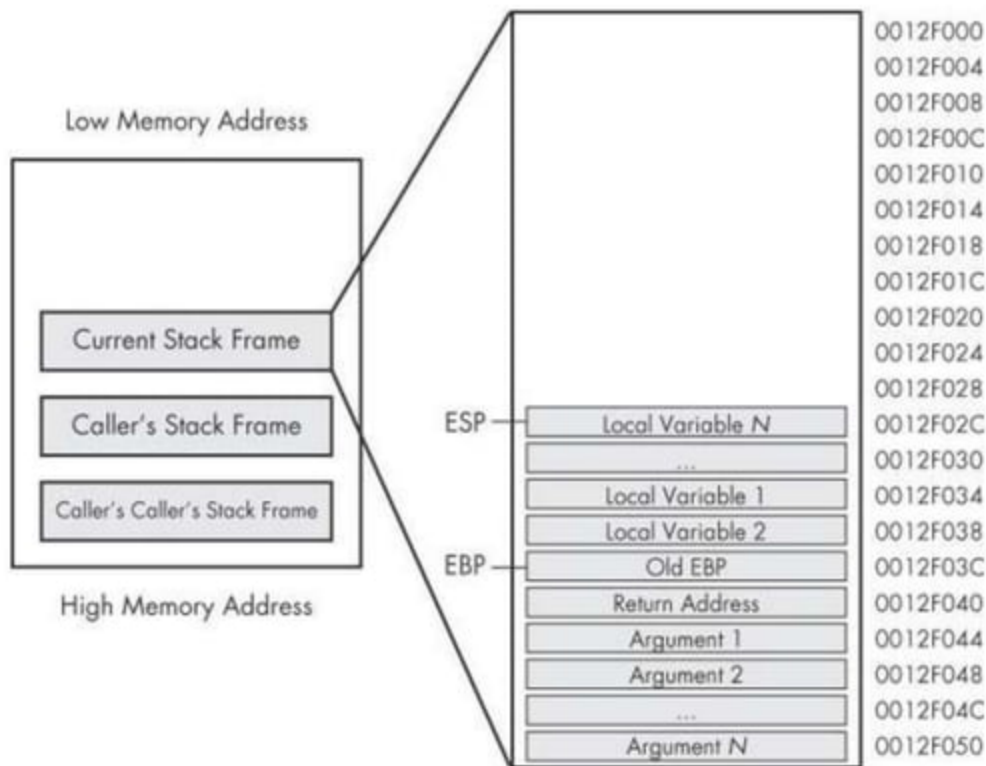 Low Memory Address
Current Stack Frame
Caller's Stack Frame
Caller's Caller's Stack Frame
High Memory Address
0012F000
0012F004
0012F008
0012F00C
0012F010
0012F014
0012F018
0012F01C
0012F020
0012F024
0012F028
ESP Local Variable N 0012F02C
... 0012F030
Local Variable 1 0012F034
Local Variable 2 0012F038
EBP Old EBP 0012F03C
Return Address 0012F040
Argument 1 0012F044
Argument 2 0012F048
... 0012F04C
Argument N 0012F050